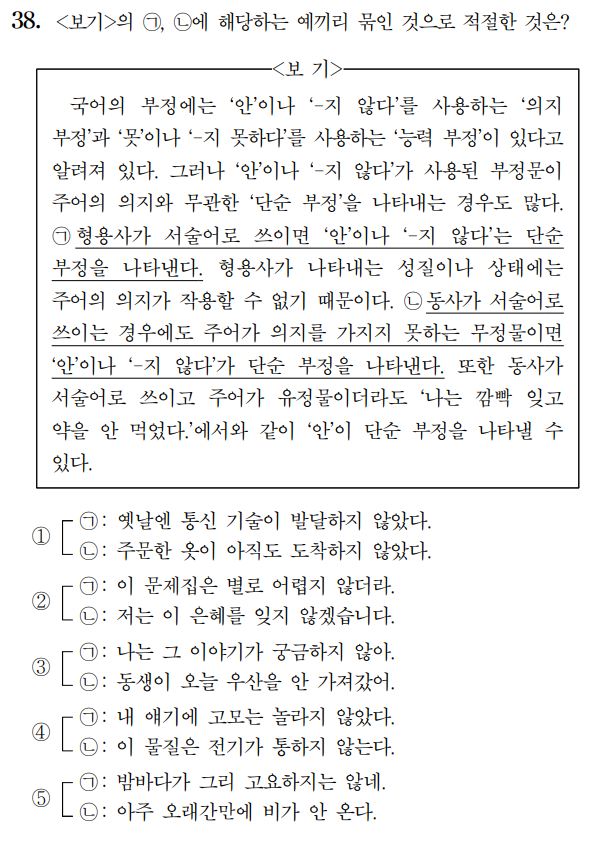 38. <보기>의 ㉠, ㉡에 해당하는 예끼리 묶인 것으로 적절한 것은?
<보 기>
국어의 부정에는 ‘안’이나 ‘-지 않다’를 사용하는 ‘의지
부정’과 ‘못’이나 ‘-지 못하다’를 사용하는 ‘능력 부정’이 있다고
알려져 있다. 그러나 ‘안’이나 ‘-지 않다’가 사용된 부정문이
주어의 의지와 무관한 ‘단순 부정’을 나타내는 경우도 많다.
㉠ 형용사가 서술어로 쓰이면 ‘안’이나 ‘-지 않다’는 단순
부정을 나타낸다. 형용사가 나타내는 성질이나 상태에는
주어의 의지가 작용할 수 없기 때문이다. ㉡ 동사가 서술어로
쓰이는 경우에도 주어가 의지를 가지지 못하는 무정물이면
‘안’이나 ‘-지 않다’가 단순 부정을 나타낸다. 또한 동사가
서술어로 쓰이고 주어가 유정물이더라도 ‘나는 깜빡 잊고
약을 안 먹었다.’에서와 같이 ‘안’이 단순 부정을 나타낼 수
있다.
① ㉠: 옛날엔 통신 기술이 발달하지 않았다.
㉡: 주문한 옷이 아직도 도착하지 않았다.
② ㉠: 이 문제집은 별로 어렵지 않더라.
㉡: 저는 이 은혜를 잊지 않겠습니다.
③ ㉠: 나는 그 이야기가 궁금하지 않아.
㉡: 동생이 오늘 우산을 안 가져갔어.
④ ㉠: 내 얘기에 고모는 놀라지 않았다.
㉡: 이 물질은 전기가 통하지 않는다.
⑤ ㉠: 밤바다가 그리 고요하지는 않네.
㉡: 아주 오래간만에 비가 안 온다.